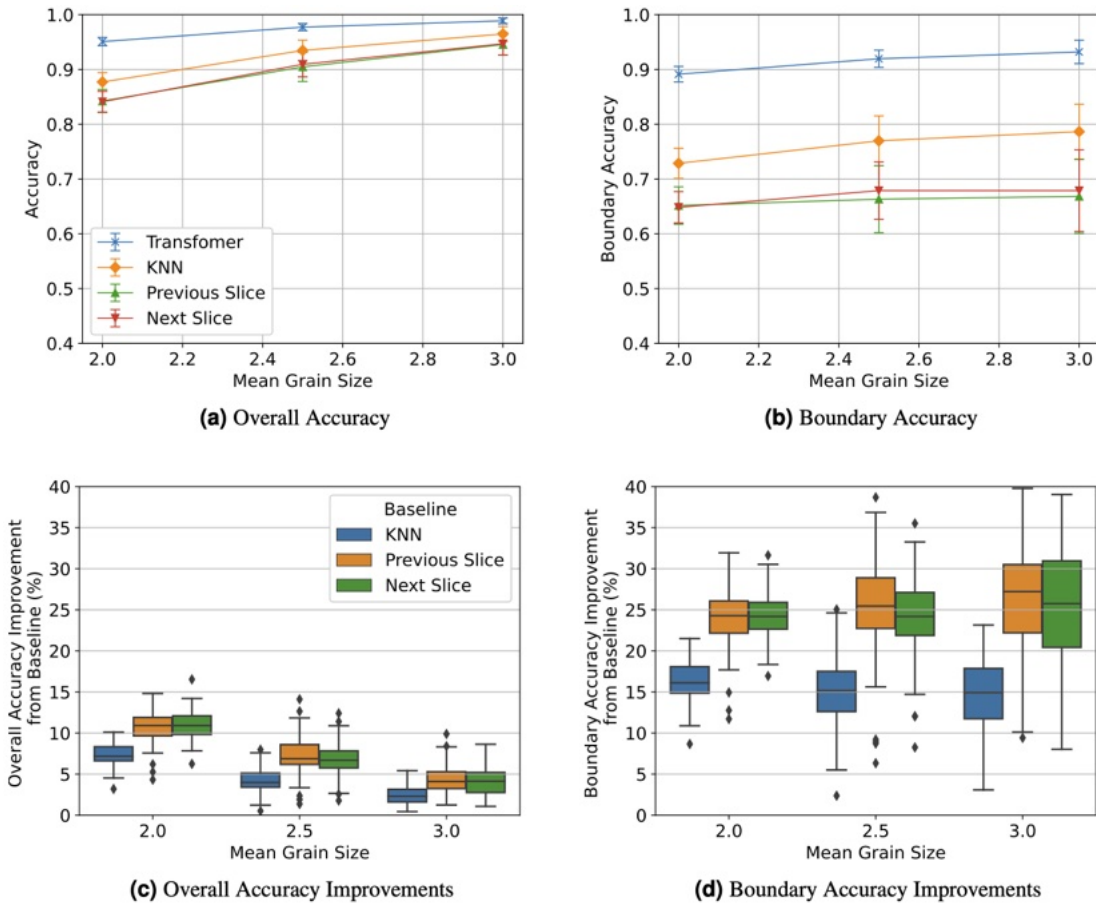 1.0
0.9
0.8
0.7
0.6
0.5
0.4
Accuracy
Transfomer
KNN
Previous Slice
Next Slice
2.0 2.2 2.4 2.6 2.8 3.0
Mean Grain Size
(a) Overall Accuracy
1.0
0.9
0.8
0.7
0.6
0.5
0.4
Boundary Accuracy
2.0 2.2 2.4 2.6 2.8 3.0
Mean Grain Size
(b) Boundary Accuracy
40
35
30
25
20
15
10
5
0
Overall Accuracy Improvement
from Baseline (%)
Baseline
KNN
Previous Slice
Next Slice
2.0 2.5 3.0
Mean Grain Size
(c) Overall Accuracy Improvements
40
35
30
25
20
15
10
5
0
Boundary Accuracy Improvement
from Baseline (%)
2.0 2.5 3.0
Mean Grain Size
(d) Boundary Accuracy Improvements